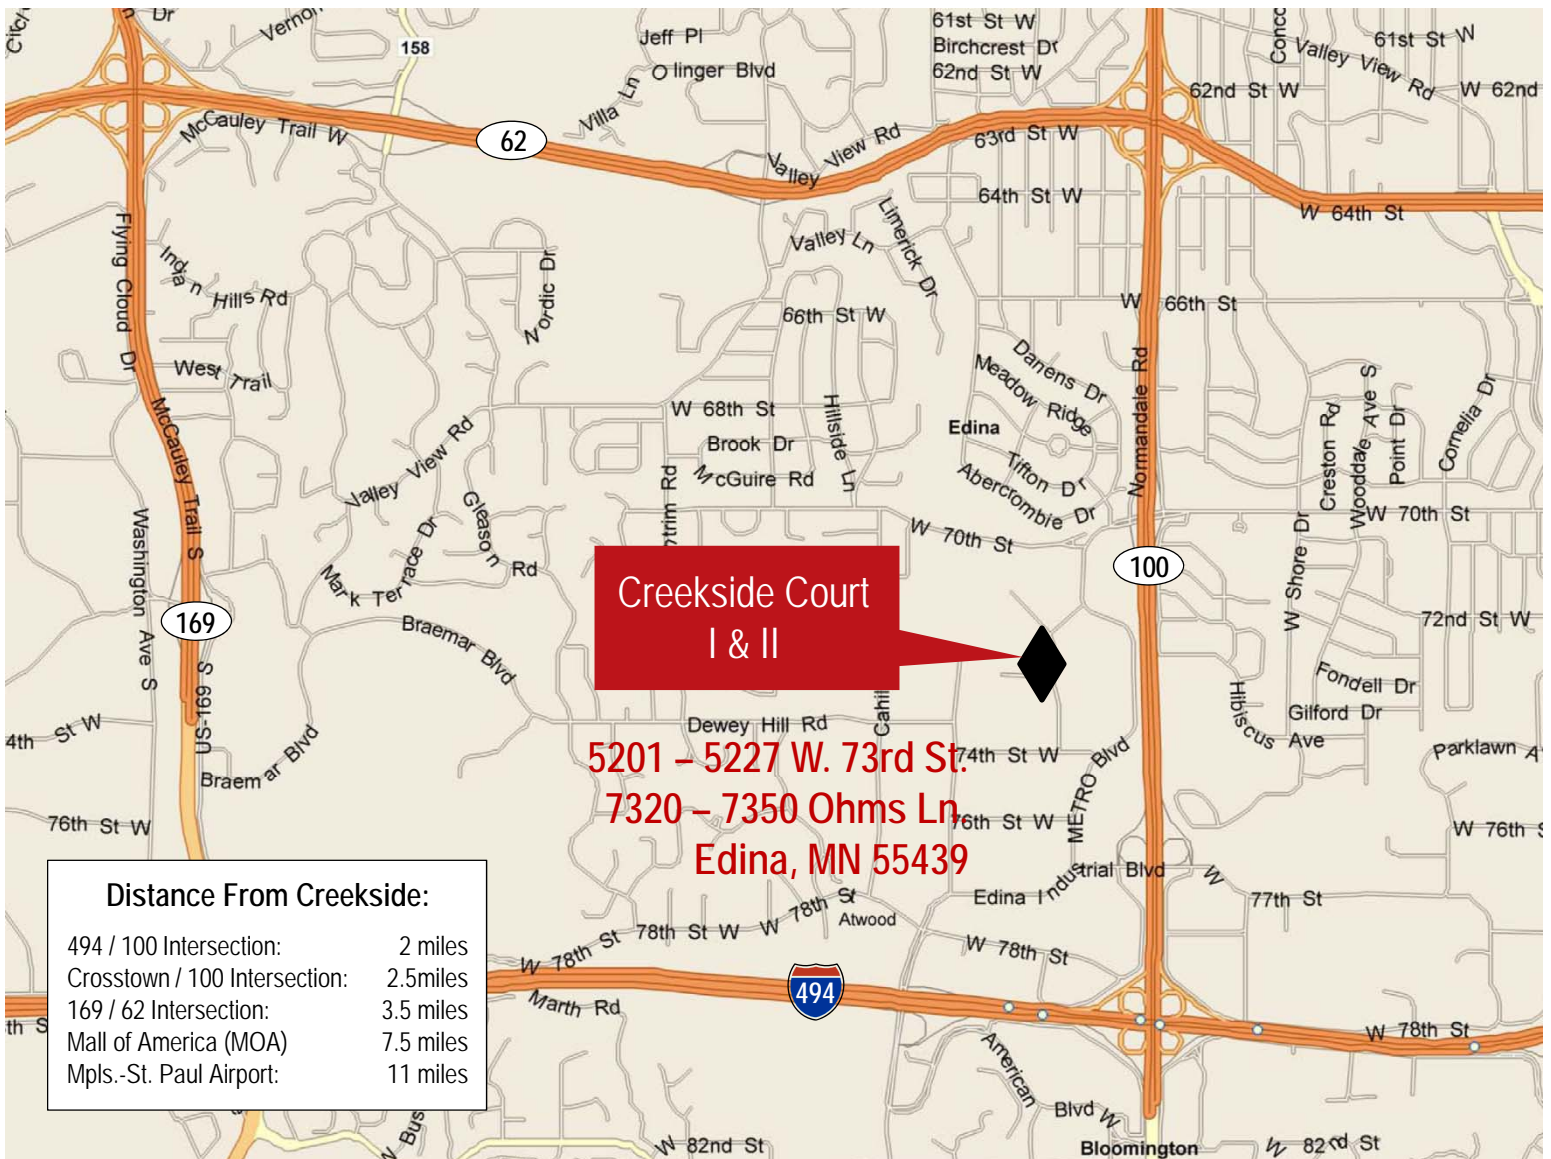 Dr
Vernon
158
Jeff Pl
O linger Blvd
Villa Ln
61st St W
Birchcrest Dr
62nd St W
61st St W
Valley View Rd
62nd St W
W 62nd
McCauley Trail W
62
Valley View Rd
63rd St W
64th St W
W 64th St
Flying Cloud Dr
Indian Hills Rd
Nordic Dr
Valley Ln
Limerick Dr
66th St W
W 66th St
West Trail
Danens Dr
Meadow Ridge
Normandale Rd
W 68th St
Brook Dr
McGuire Rd
Hillside Ln
Edina
Tifton Dr
Abercrombie Dr
Creston Rd
Wooddale Ave S
Point Dr
Cornelia Dr
McCauley Trail S
Valley View Rd
Gleason Rd
Mark Terrace Dr
Washington Ave S
W 70th St
W 70th St
100
W Shore Dr
72nd St W
169
US-169 S
Braemar Blvd
Creekside Court
I & II
Fondell Dr
Gilford Dr
Hibiscus Ave
Parklawn A
4th St W
Braemar Blvd
Dewey Hill Rd
Cahil
5201 – 5227 W. 73rd St.
7320 – 7350 Ohms Ln.
Edina, MN 55439
74th St W
METRO Blvd
76th St W
76th St W
W 76th S
Edina Industrial Blvd
W 77th St
Distance From Creekside:
494 / 100 Intersection: 2 miles
Crosstown / 100 Intersection: 2.5miles
169 / 62 Intersection: 3.5 miles
Mall of America (MOA) 7.5 miles
Mpls.-St. Paul Airport: 11 miles
W 78th St
78th St W
W 78th St
Atwood
W 78th St
494
Marth Rd
W 78th St
American Blvd W
W 82nd St
Bloomington
W 82nd St